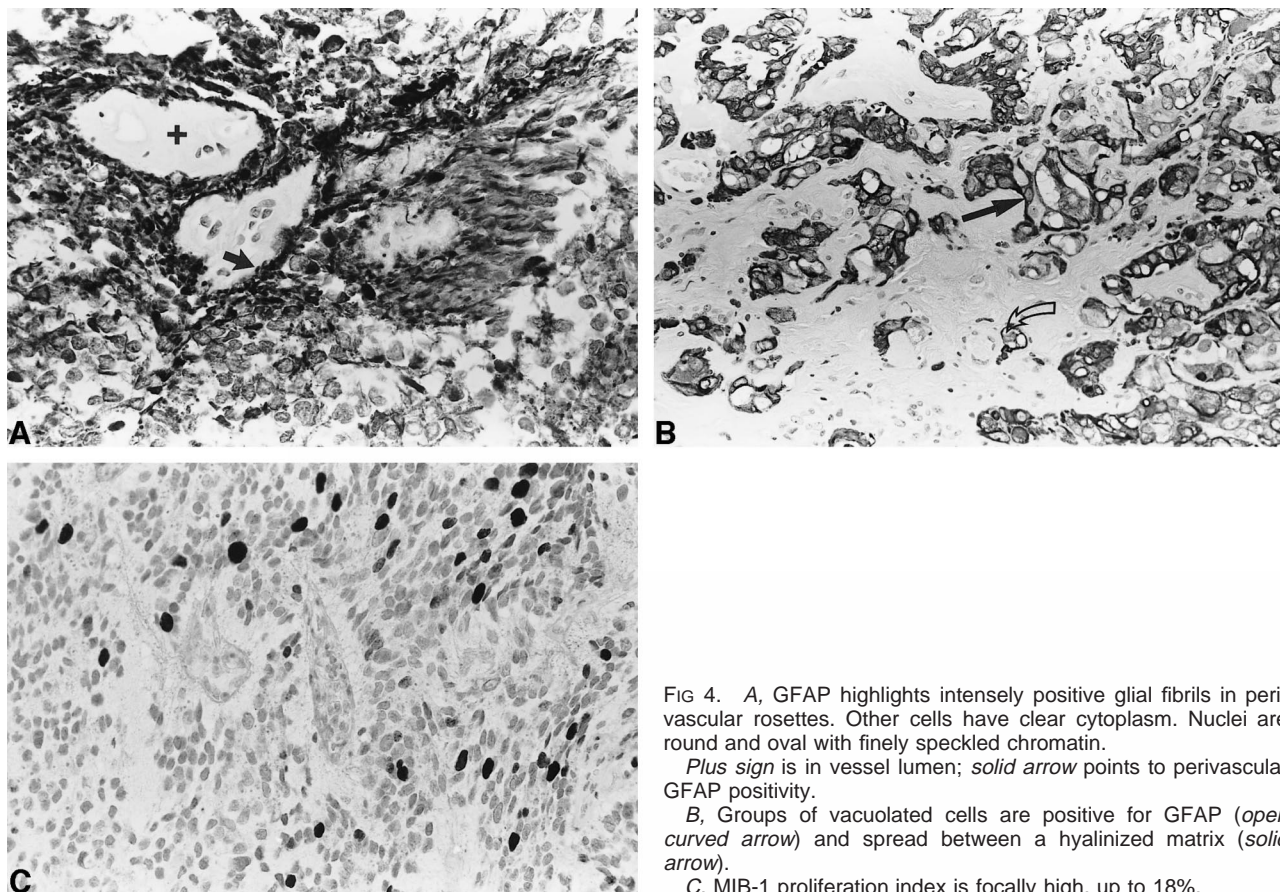 A
B
C
FIG 4. A, GFAP highlights intensely positive glial fibrils in peri
vascular rosettes. Other cells have clear cytoplasm. Nuclei are
round and oval with finely speckled chromatin.
Plus sign is in vessel lumen; solid arrow points to perivascula
GFAP positivity.
B, Groups of vacuolated cells are positive for GFAP (open
curved arrow) and spread between a hyalinized matrix (solid
arrow).
C, MIB-1 proliferation index is focally high, up to 18%.